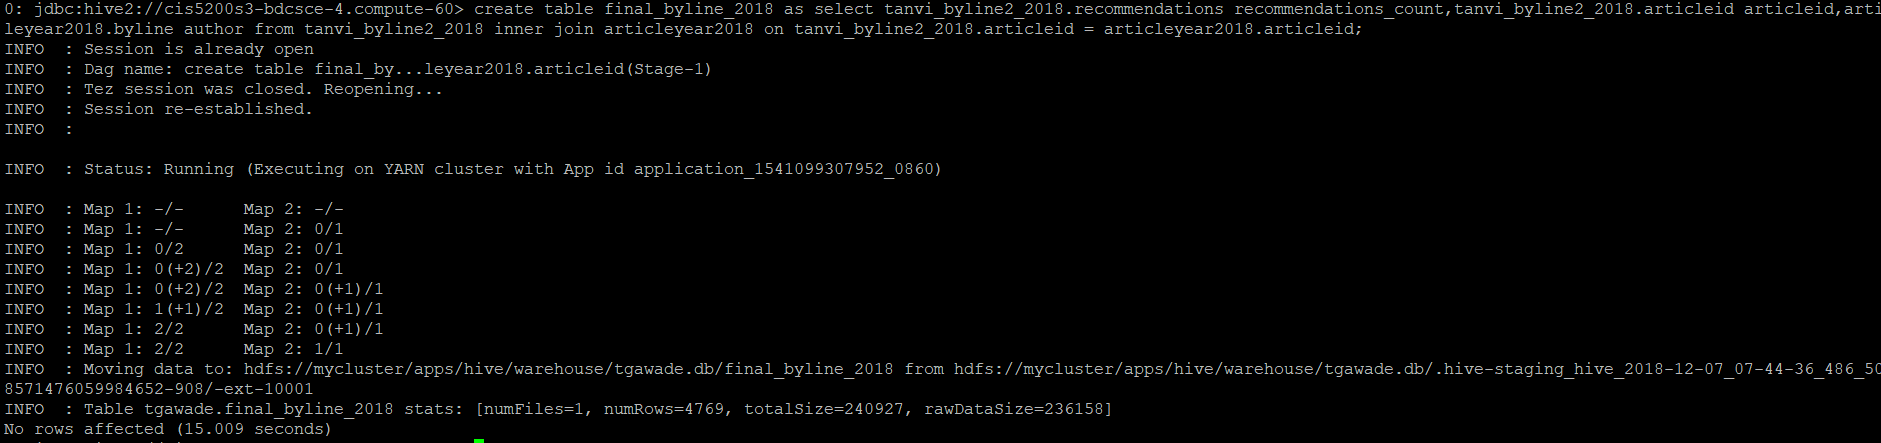 0: jdbc:hive2://cis5200s3-bdcsce-4.compute-60> create table final_byline_2018 as select tanvi_byline2_2018.recommendations recommendations_count,tanvi_byline2_2018.articleid articleid,arti
leyear2018.byline author from tanvi_byline2_2018 inner join articleyear2018 on tanvi_byline2_2018.articleid = articleyear2018.articleid;
INFO  : Session is already open
INFO  : Dag name: create table final_by...leyear2018.articleid(Stage-1)
INFO  : Tez session was closed. Reopening...
INFO  : Session re-established.
INFO  :
INFO  : Status: Running (Executing on YARN cluster with App id application_1541099307952_0860)
INFO  : Map 1: -/-      Map 2: -/-
INFO  : Map 1: -/-      Map 2: 0/1
INFO  : Map 1: 0/2      Map 2: 0/1
INFO  : Map 1: 0(+2)/2  Map 2: 0/1
INFO  : Map 1: 0(+2)/2  Map 2: 0(+1)/1
INFO  : Map 1: 1(+1)/2  Map 2: 0(+1)/1
INFO  : Map 1: 2/2      Map 2: 0(+1)/1
INFO  : Map 1: 2/2      Map 2: 1/1
INFO  : Moving data to: hdfs://mycluster/apps/hive/warehouse/tgawade.db/final_byline_2018 from hdfs://mycluster/apps/hive/warehouse/tgawade.db/.hive-staging_hive_2018-12-07_07-44-36_486_50
8571476059984652-908/-ext-10001
INFO  : Table tgawade.final_byline_2018 stats: [numFiles=1, numRows=4769, totalSize=240927, rawDataSize=236158]
No rows affected (15.009 seconds)